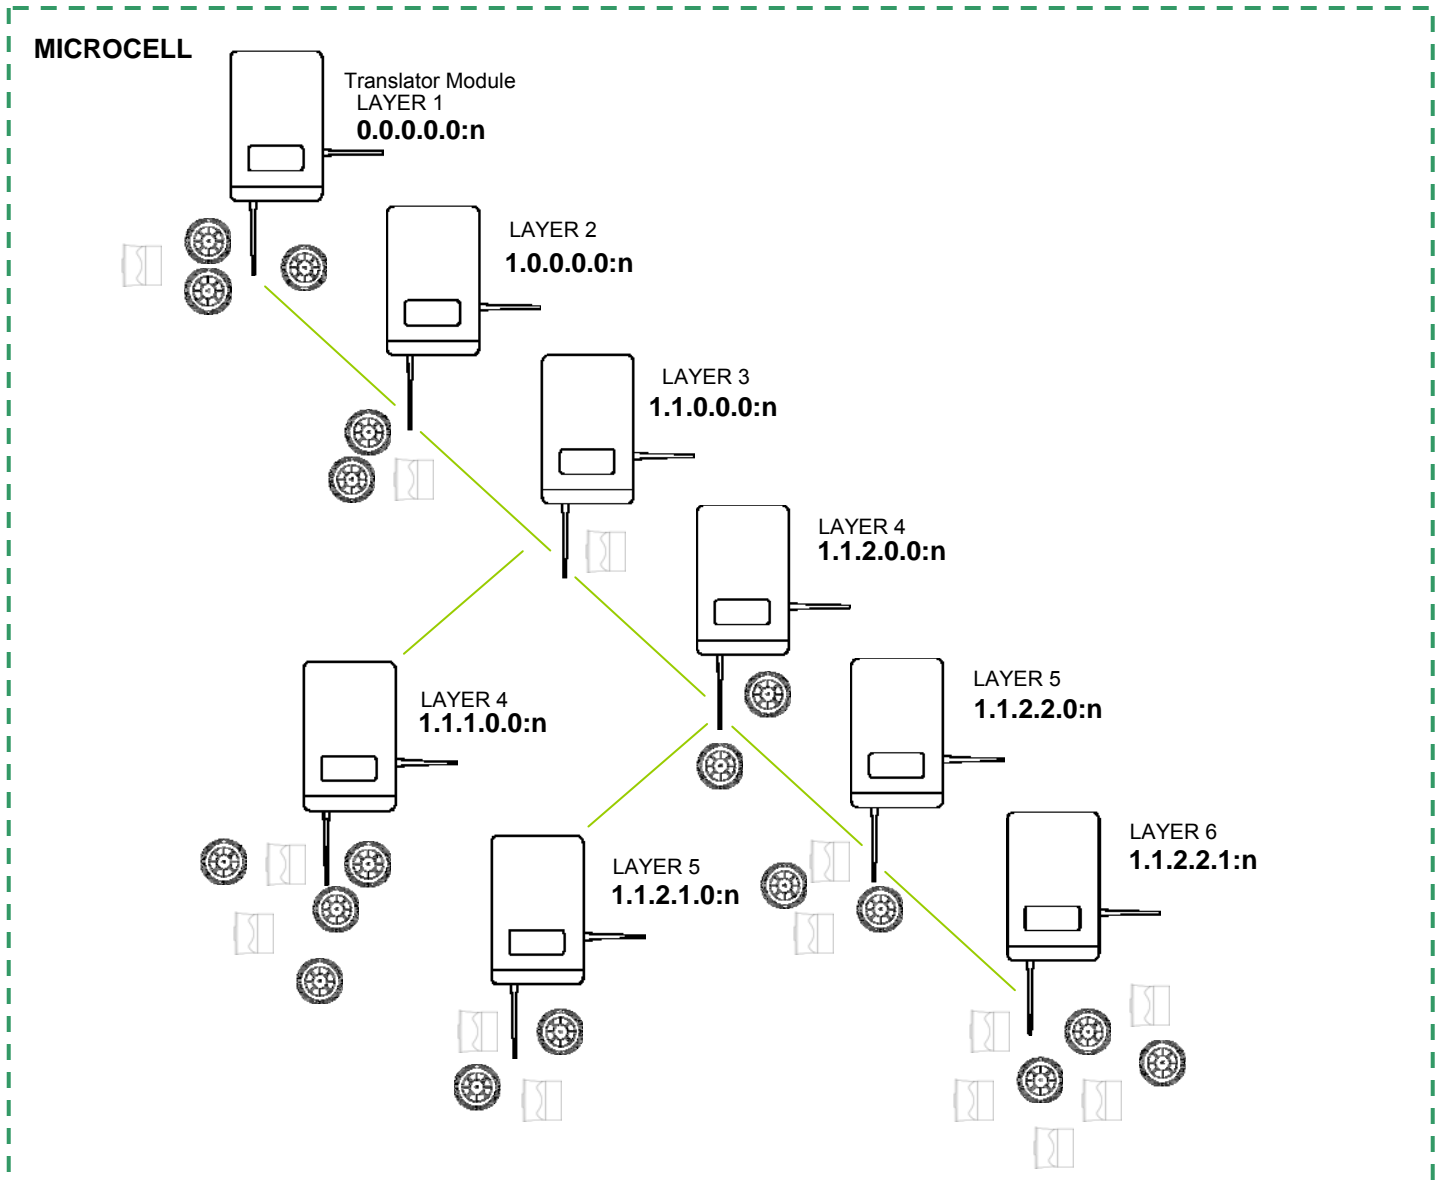 MICROCELL
Translator Module
LAYER 1
0.0.0.0.0:n
LAYER 2
1.0.0.0.0:n
LAYER 3
1.1.0.0.0:n
LAYER 4
1.1.2.0.0:n
LAYER 4
1.1.1.0.0:n
LAYER 5
1.1.2.2.0:n
LAYER 5
1.1.2.1.0:n
LAYER 6
1.1.2.2.1:n